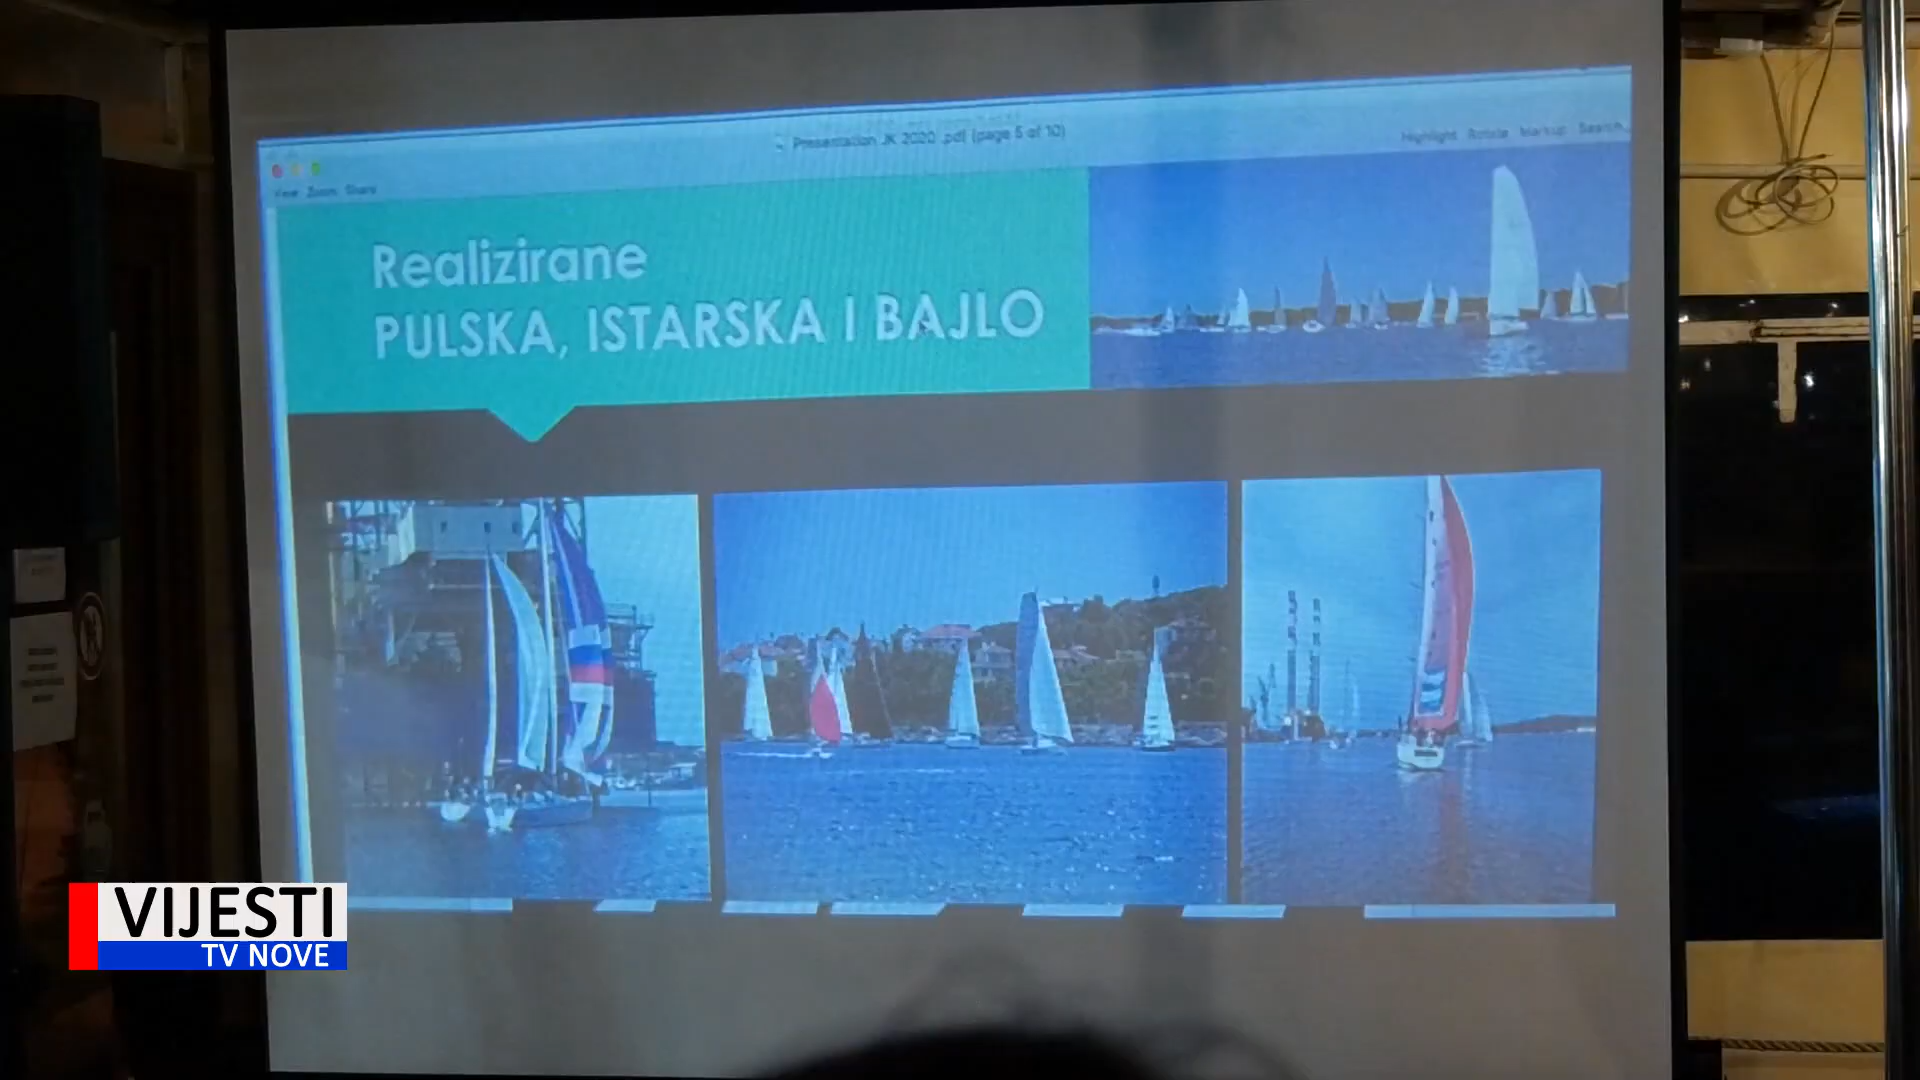 Presentation JK 2020 .pdf (page 5 of 10)
Highlight Rotate Markup Search
View Zoom Share
Realizirane
PULSKA, ISTARSKA I BAJLO
VIJESTI
TV NOVE